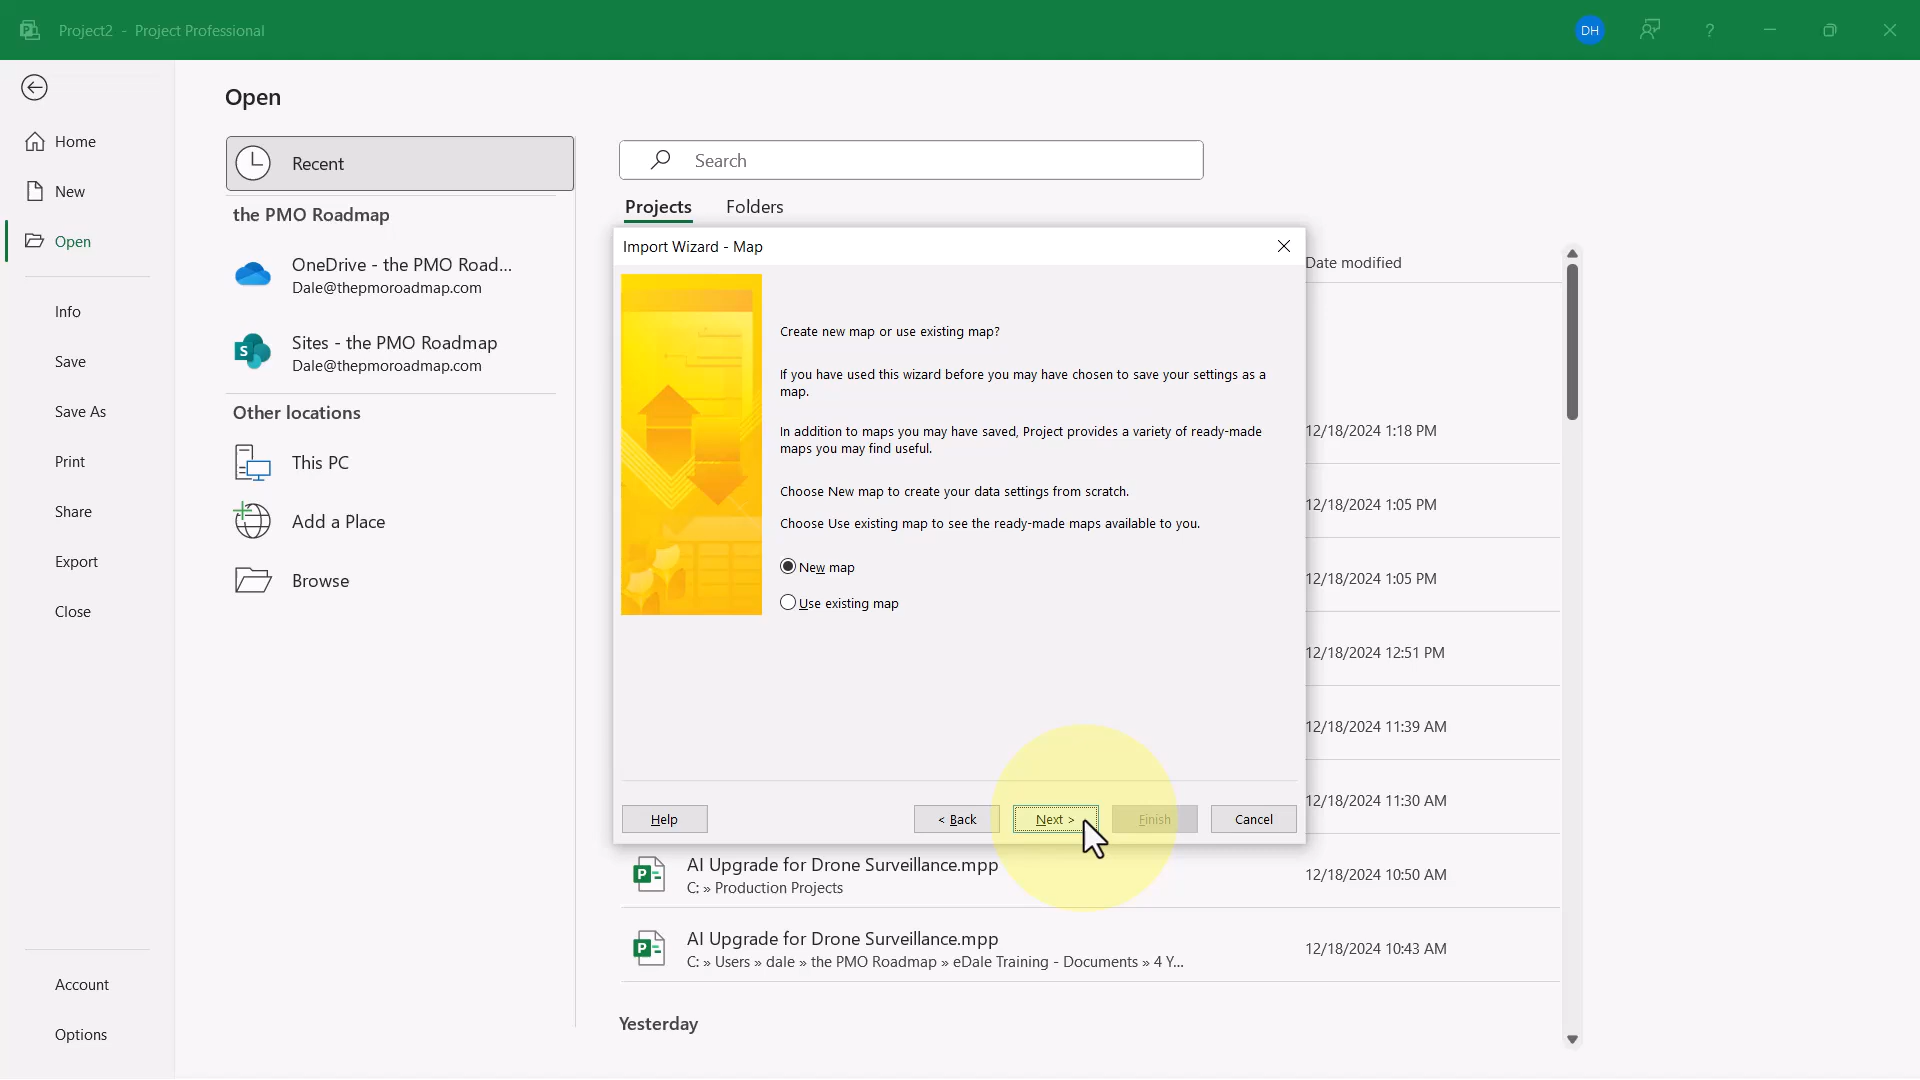 Project2 - Project Professional
DH
?
Open
Home
New
Open
Info
Save
Save As
Print
Share
Export
Close
Account
Options
Recent
the PMO Roadmap
OneDrive - the PMO Road...
Dale@thepmoroadmap.com
S
Sites - the PMO Roadmap
Dale@thepmoroadmap.com
Other locations
This PC
Add a Place
Browse
Search
Projects Folders
Date modified
12/18/2024 1:18 PM
12/18/2024 1:05 PM
12/18/2024 1:05 PM
12/18/2024 12:51 PM
12/18/2024 11:39 AM
12/18/2024 11:30 AM
Import Wizard - Map
Create new map or use existing map?
If you have used this wizard before you may have chosen to save your settings as a
map.
In addition to maps you may have saved, Project provides a variety of ready-made
maps you may find useful.
Choose New map to create your data settings from scratch.
Choose Use existing map to see the ready-made maps available to you.
New map
Use existing map
Help
< Back
Next >
Finish
Cancel
P
AI Upgrade for Drone Surveillance.mpp
C: » Production Projects
12/18/2024 10:50 AM
P
AI Upgrade for Drone Surveillance.mpp
C: » Users » dale » the PMO Roadmap » eDale Training - Documents » 4 Y...
12/18/2024 10:43 AM
Yesterday